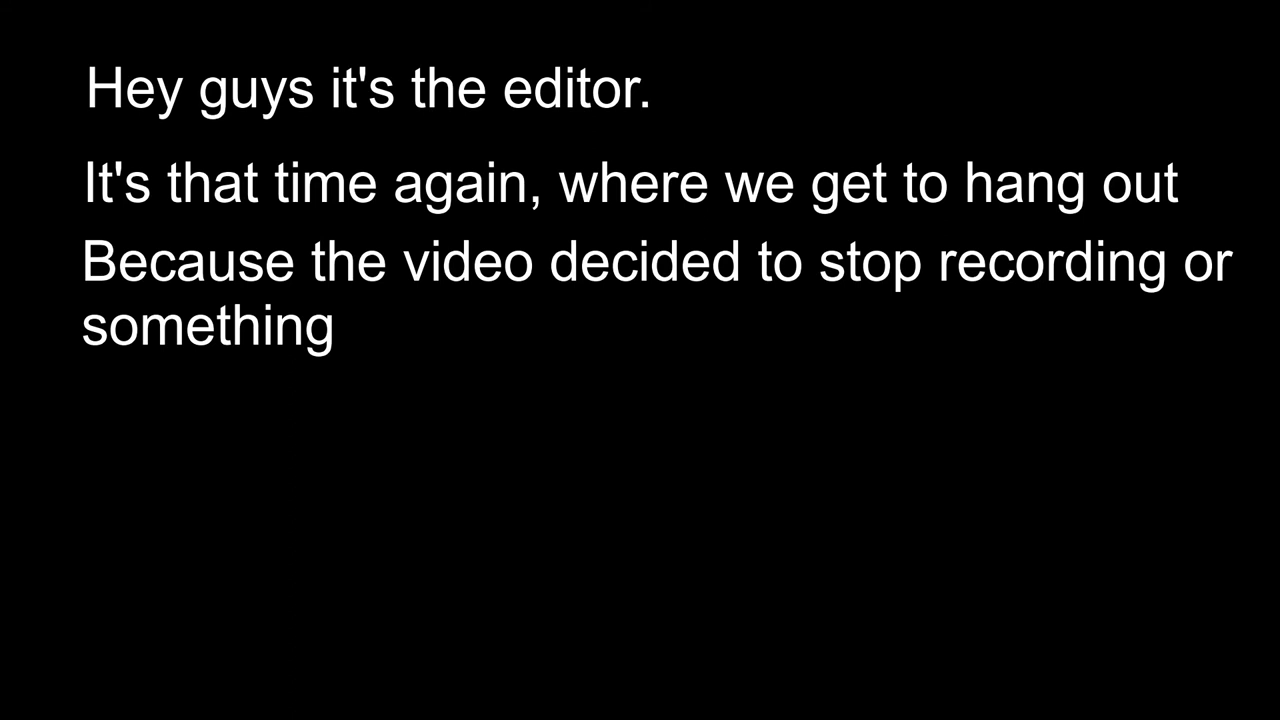 Hey guys it's the editor.
It's that time again, where we get to hang out
Because the video decided to stop recording or
something